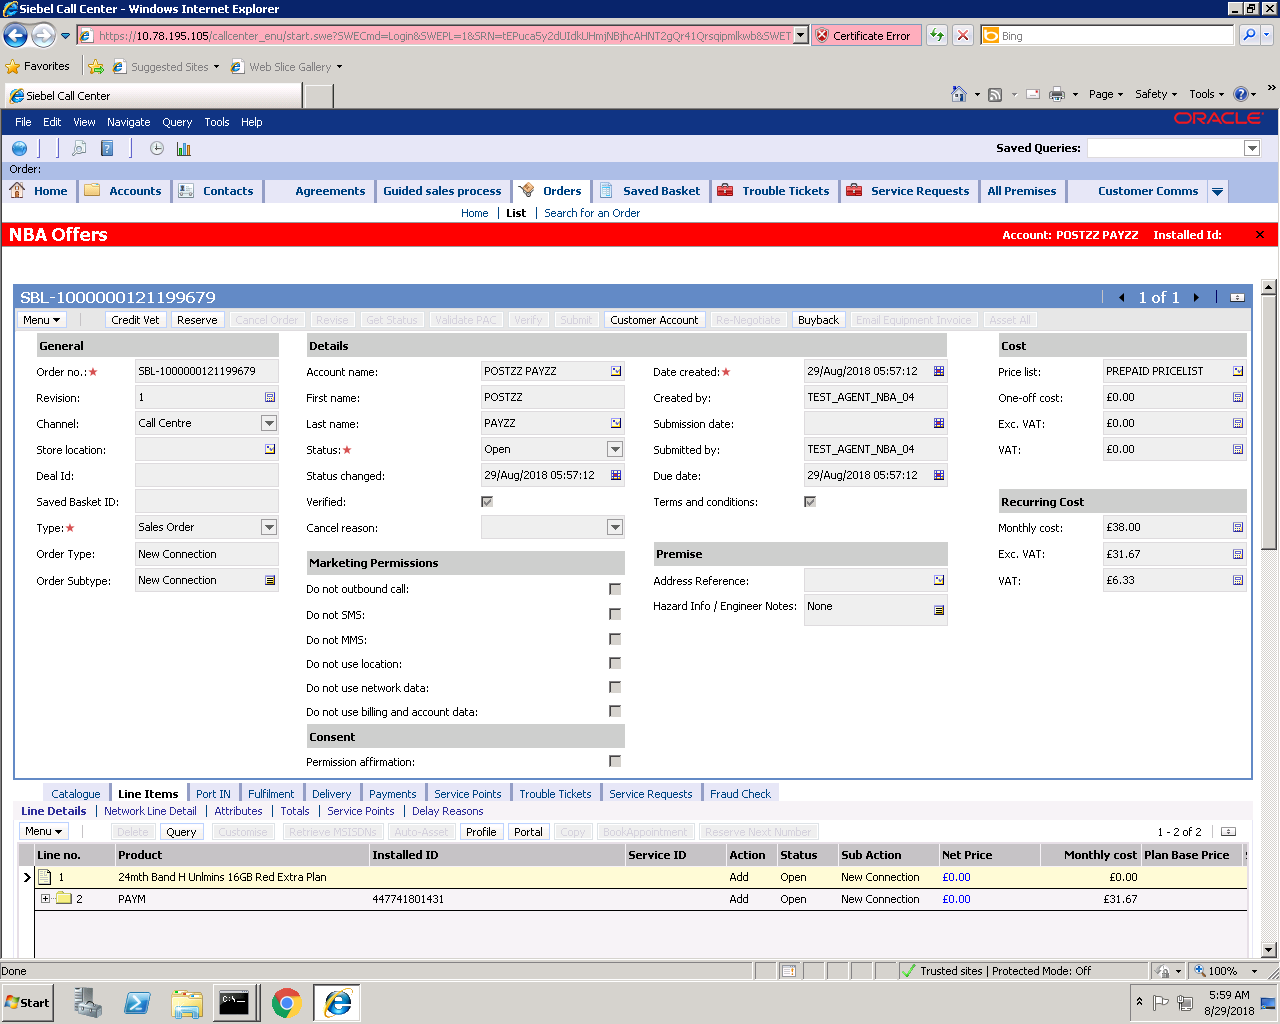 Siebel Call Center - Windows Internet Explorer
https://10.78.195.105/callcenter_enu/start.swe?SWECmd=Login&SWEPL=1&SRN=tEPuca5y2dUIdkUHmjNBjhcAHNT2gQr41Qrsqipmlkwb&SWET
Certificate Error
Bing
Favorites
Suggested Sites
Web Slice Gallery
Siebel Call Center
Page Safety Tools
File Edit View Navigate Query Tools Help
ORACLE
Saved Queries:
Order:
Home Accounts Contacts Agreements Guided sales process Orders Saved Basket Trouble Tickets Service Requests All Premises Customer Comms
Home List Search for an Order
NBA Offers Account: POSTZZ PAYZZ Installed Id:
SBL-1000000121199679 1 of 1
Menu Credit Vet Reserve Cancel Order Revise Get Status Validate PAC Verify Submit Customer Account Re-Negotiate Buyback Email Equipment Invoice Asset All
General Details Cost
Order no.: SBL-1000000121199679 Account name: POSTZZ PAYZZ Date created: 29/Aug/2018 05:57:12 Price list: PREPAID PRICELIST
Revision: 1 First name: POSTZZ Created by: TEST_AGENT_NBA_04 One-off cost: £0.00
Channel: Call Centre Last name: PAYZZ Submission date: Exc. VAT: £0.00
Store location: Status: Open Submitted by: TEST_AGENT_NBA_04 VAT: £0.00
Deal Id: Status changed: 29/Aug/2018 05:57:12 Due date: 29/Aug/2018 05:57:12
Saved Basket ID: Verified: Terms and conditions: Recurring Cost
Type: Sales Order Cancel reason: Monthly cost: £38.00
Order Type: New Connection Premise Exc. VAT: £31.67
Marketing Permissions
Order Subtype: New Connection Address Reference: VAT: £6.33
Do not outbound call:
Hazard Info / Engineer Notes: None
Do not SMS:
Do not MMS:
Do not use location:
Do not use network data:
Do not use billing and account data:
Consent
Permission affirmation:
Catalogue Line Items Port IN Fulfilment Delivery Payments Service Points Trouble Tickets Service Requests Fraud Check
Line Details Network Line Detail Attributes Totals Service Points Delay Reasons
Menu Delete Query Customise Retrieve MSISDNs Auto-Asset Profile Portal Copy BookAppointment Reserve Next Number 1 - 2 of 2
Line no. Product Installed ID Service ID Action Status Sub Action Net Price Monthly cost Plan Base Price
1 24mth Band H Unlmins 16GB Red Extra Plan Add Open New Connection £0.00 £0.00
2 PAYM 447741801431 Add Open New Connection £0.00 £31.67
Done Trusted sites | Protected Mode: Off 100%
Start 5:59 AM
8/29/2018